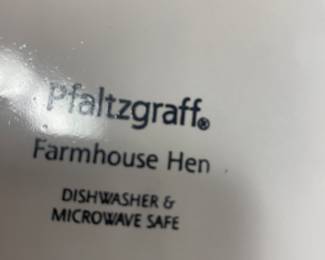 Pfaltzgraff®
Farmhouse Hen
DISHWASHER &
MICROWAVE SAFE